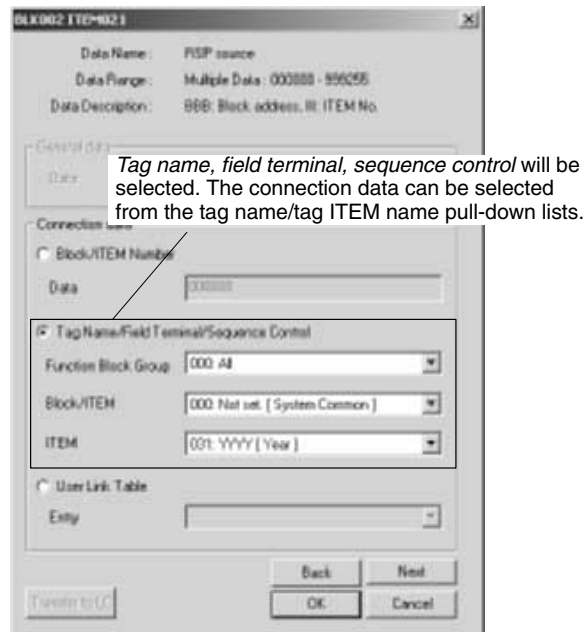 BLK002 ITEM021
Data Name :
RSP source
Data Range :
Multiple Data : 000000 - 999255
Data Description :
BBB: Block address, III: ITEM No.
General data
Data
Tag name, field terminal, sequence control will be
selected. The connection data can be selected
from the tag name/tag ITEM name pull-down lists.
Connection data
Block/ITEM Number
Data
000000
Tag Name/Field Terminal/Sequence Control
Function Block Group
000: All
Block/ITEM
000: Not set. [ System Common ]
ITEM
031: YYYY [ Year ]
User Link Table
Entry
Back
Next
Transfer to LC
OK
Cancel